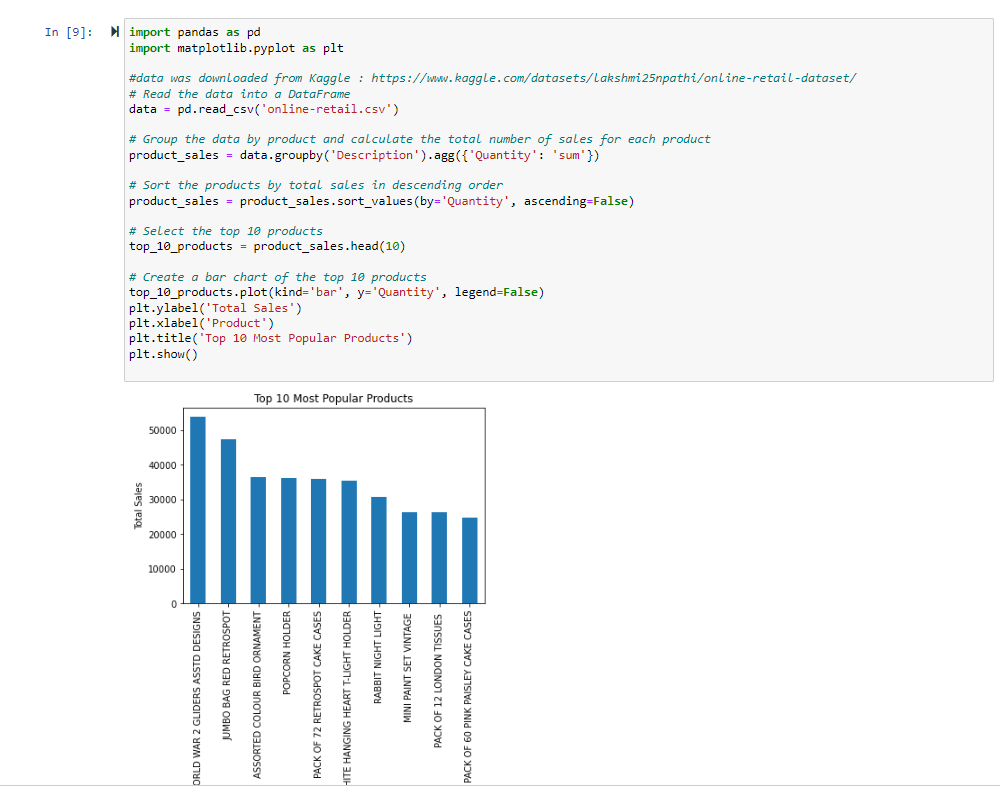 In [9]:
import pandas as pd
import matplotlib.pyplot as plt
#data was downloaded from Kaggle : https://www.kaggle.com/datasets/lakshmi25npathi/online-retail-dataset/
# Read the data into a DataFrame
data = pd.read_csv('online-retail.csv')
# Group the data by product and calculate the total number of sales for each product
product_sales = data.groupby('Description').agg({'Quantity': 'sum'})
# Sort the products by total sales in descending order
product_sales = product_sales.sort_values(by='Quantity', ascending=False)
# Select the top 10 products
top_10_products = product_sales.head(10)
# Create a bar chart of the top 10 products
top_10_products.plot(kind='bar', y='Quantity', legend=False)
plt.ylabel('Total Sales')
plt.xlabel('Product')
plt.title('Top 10 Most Popular Products')
plt.show()
Top 10 Most Popular Products
Total Sales
50000
40000
30000
20000
10000
0
ORLD WAR 2 GLIDERS ASSTD DESIGNS
JUMBO BAG RED RETROSPOT
ASSORTED COLOUR BIRD ORNAMENT
POPCORN HOLDER
PACK OF 72 RETROSPOT CAKE CASES
HITE HANGING HEART T-LIGHT HOLDER
RABBIT NIGHT LIGHT
MINI PAINT SET VINTAGE
PACK OF 12 LONDON TISSUES
PACK OF 60 PINK PAISLEY CAKE CASES